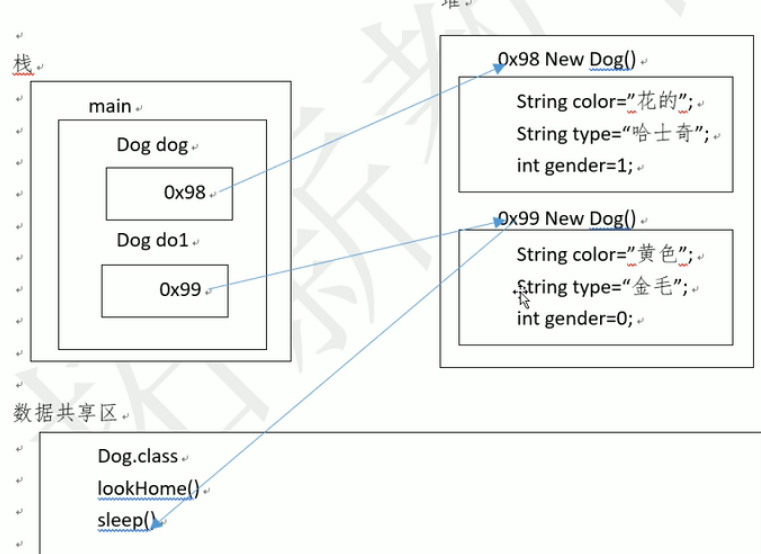 堆
栈
main
Dog dog
0x98
Dog do1
0x99
0x98 New Dog()
String color=”花的”;
String type=“哈士奇”;
int gender=1;
0x99 New Dog()
String color=”黄色”;
String type=“金毛”;
int gender=0;
数据共享区
Dog.class
lookHome()
sleep()